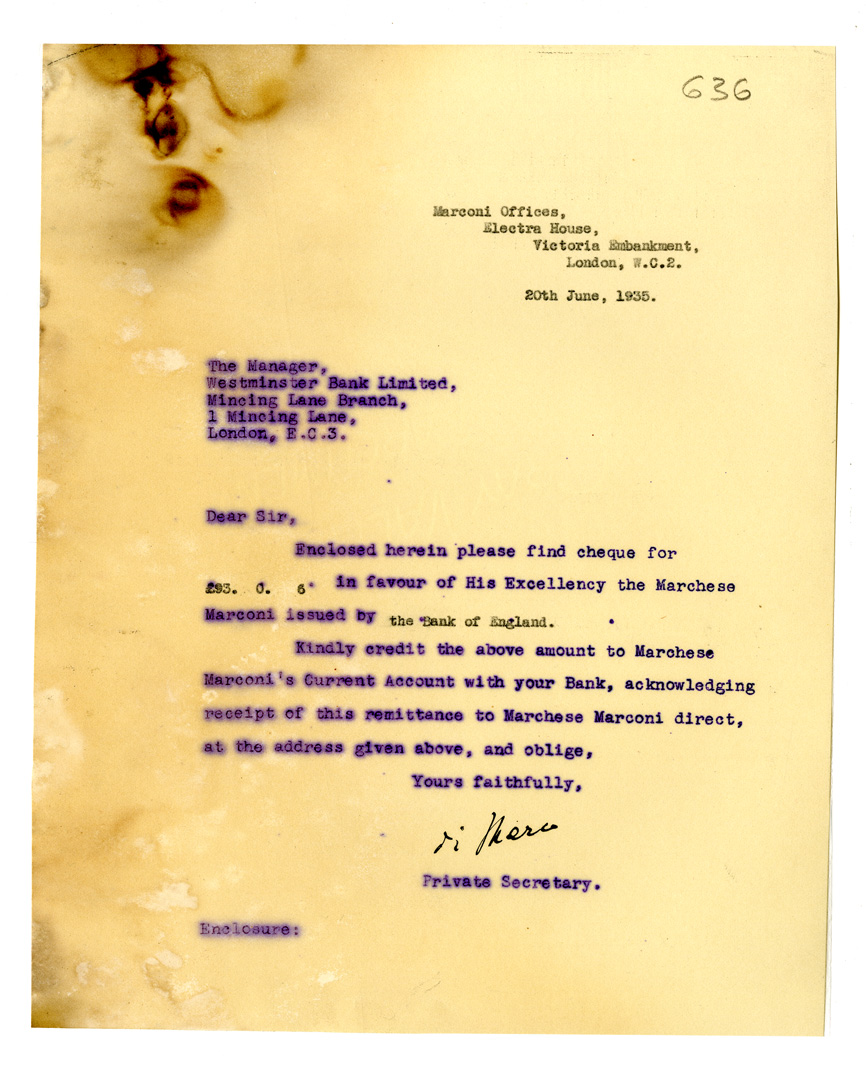 636
Marconi Offices,
Electra House,
Victoria Embankment,
London, W.C.2.
20th June, 1935.
The Manager,
Westminster Bank Limited,
Mincing Lane Branch,
1 Mincing Lane,
London, E.C.3.
Dear Sir,
Enclosed herein please find cheque for
£93. 0. 6 in favour of His Excellency the Marchese
Marconi issued by the Bank of England.
Kindly credit the above amount to Marchese
Marconi's Current Account with your Bank, acknowledging
receipt of this remittance to Marchese Marconi direct,
at the address given above, and oblige,
Yours faithfully,
di Marco
Private Secretary.
Enclosure: